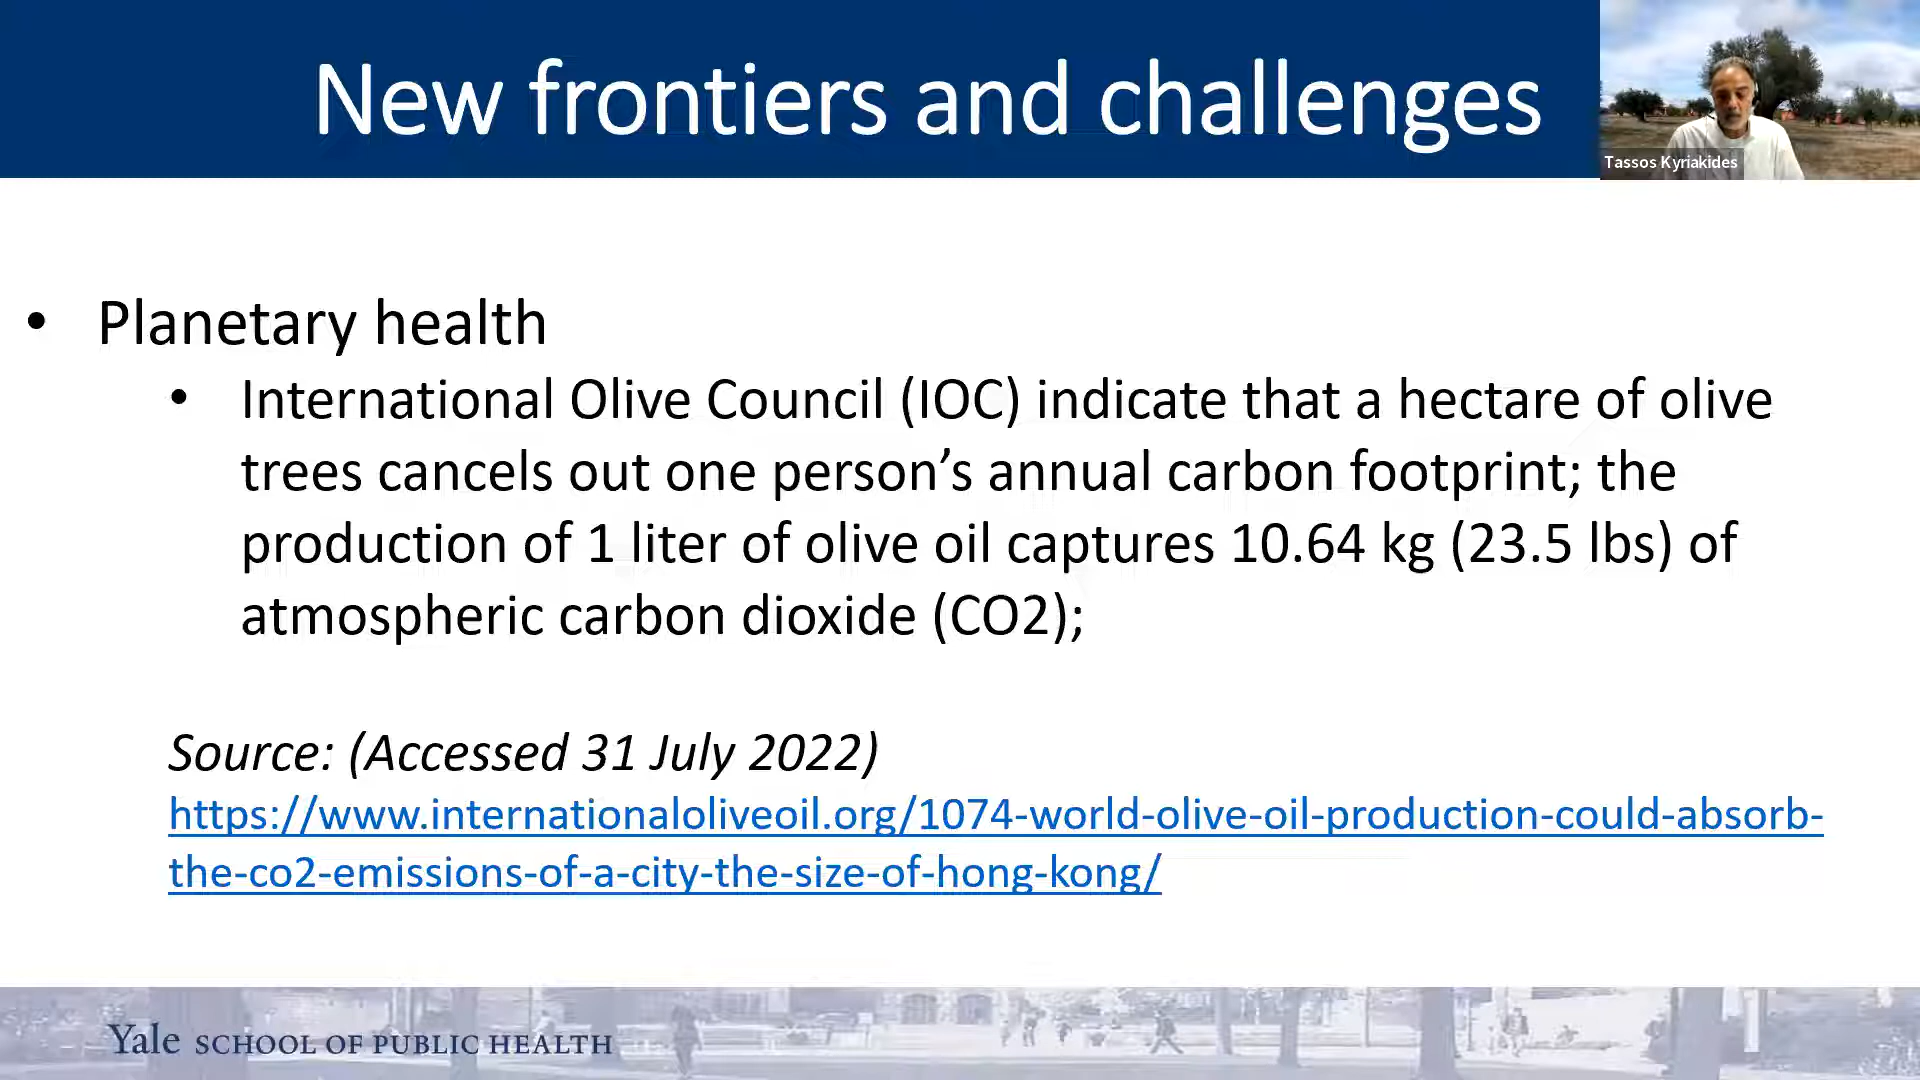 New frontiers and challenges
Tassos Kyriakides
• Planetary health
• International Olive Council (IOC) indicate that a hectare of olive
trees cancels out one person’s annual carbon footprint; the
production of 1 liter of olive oil captures 10.64 kg (23.5 lbs) of
atmospheric carbon dioxide (CO2);
Source: (Accessed 31 July 2022)
https://www.internationaloliveoil.org/1074-world-olive-oil-production-could-absorb-
the-co2-emissions-of-a-city-the-size-of-hong-kong/
Yale SCHOOL OF PUBLIC HEALTH